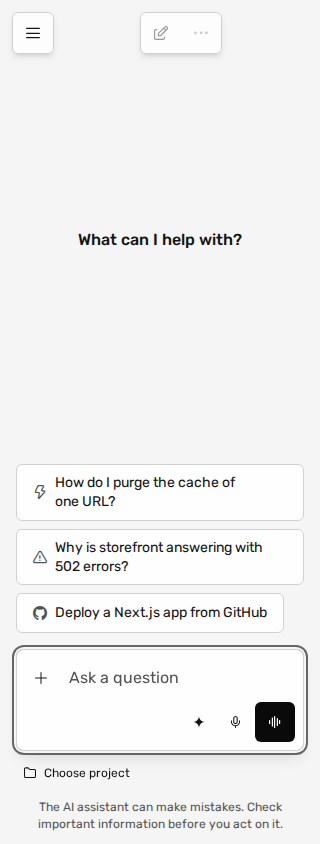 What can I help with?
How do I purge the cache of
one URL?
Why is storefront answering with
502 errors?
Deploy a Next.js app from GitHub
Ask a question
Choose project
The AI assistant can make mistakes. Check
important information before you act on it.